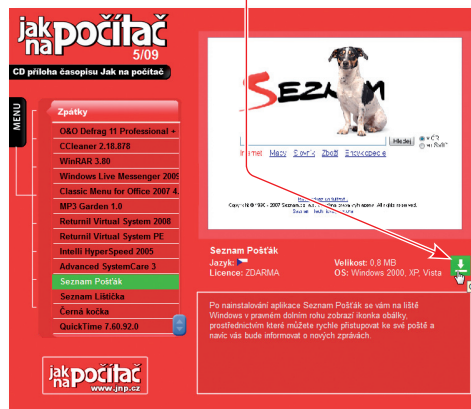 jak
na počítač
5/09
CD příloha časopisu Jak na počítač
MENU
Zpátky
O&O Defrag 11 Professional +
CCleaner 2.18.878
WinRAR 3.80
Windows Live Messenger 2009
Classic Menu for Office 2007 4.
MP3 Garden 1.0
Returnil Virtual System 2008
Returnil Virtual System PE
Intelli HyperSpeed 2005
Advanced SystemCare 3
Seznam Pošťák
Seznam Lištička
Černá kočka
QuickTime 7.60.92.0
jak
na počítač
www.jnp.cz
SEZNAM
Hledej
v ČR
Internet Mapy Slovník Zboží Encyklopedie
Seznam Pošťák
Jazyk:
Velikost: 0,8 MB
Licence: ZDARMA
OS: Windows 2000, XP, Vista
Po nainstalování aplikace Seznam Pošťák se vám na liště
Windows v pravném dolním rohu zobrazí ikonka obálky,
prostřednictvím které můžete rychle přistupovat ke své poště a
navíc vás bude informovat o nových zprávách.